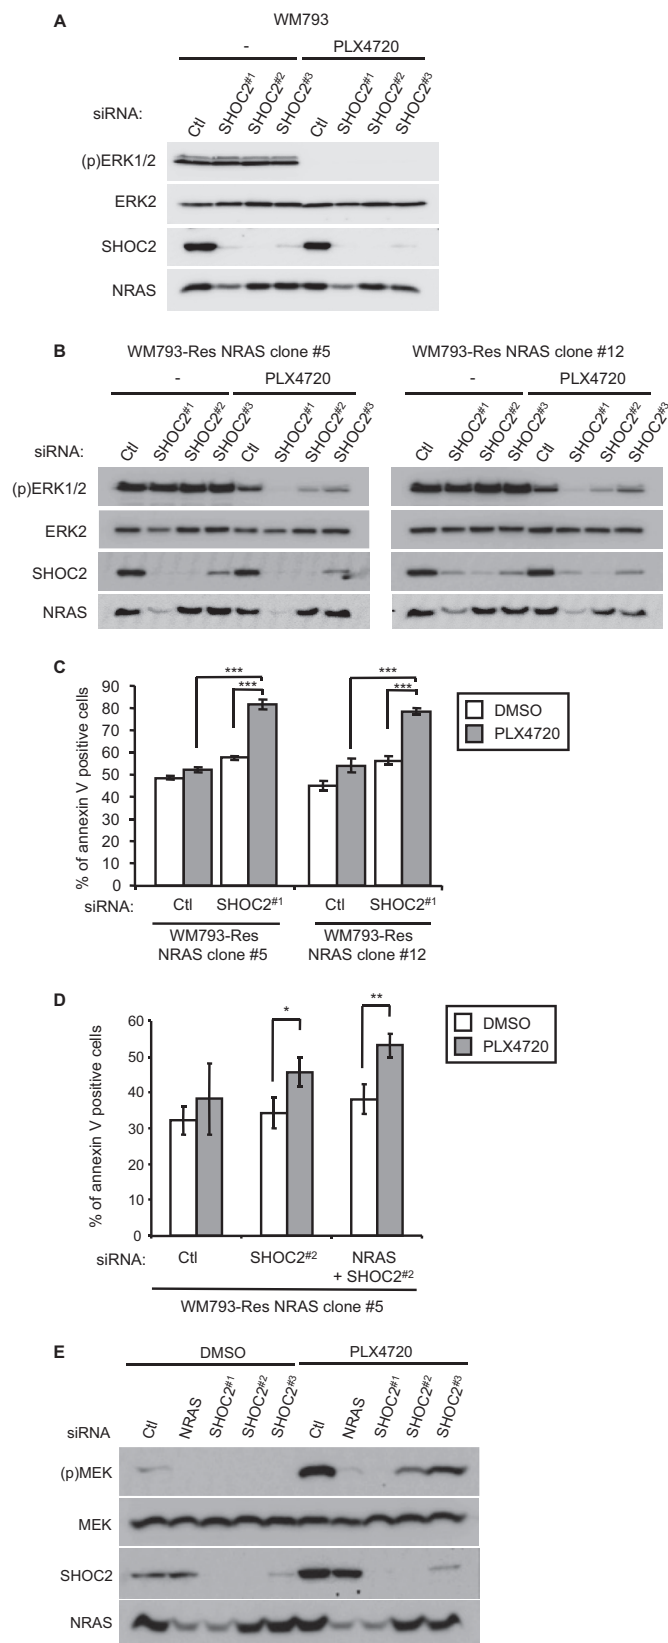 A
WM793
- PLX4720
siRNA: Ctl SHOC2#1 SHOC2#2 SHOC2#3 Ctl SHOC2#1 SHOC2#2 SHOC2#3
(p)ERK1/2
ERK2
SHOC2
NRAS
B
WM793-Res NRAS clone #5 WM793-Res NRAS clone #12
- PLX4720 - PLX4720
siRNA: Ctl SHOC2#1 SHOC2#2 SHOC2#3 Ctl SHOC2#1 SHOC2#2 SHOC2#3 Ctl SHOC2#1 SHOC2#2 SHOC2#3 Ctl SHOC2#1 SHOC2#2 SHOC2#3
(p)ERK1/2
ERK2
SHOC2
NRAS
C
% of annexin V positive cells
90
80
70
60
50
40
30
20
10
0
*** ***
*** ***
DMSO
PLX4720
siRNA: Ctl SHOC2#1 Ctl SHOC2#1
WM793-Res WM793-Res
NRAS clone #5 NRAS clone #12
D
% of annexin V positive cells
60
50
40
30
20
10
0
* **
DMSO
PLX4720
siRNA: Ctl SHOC2#2 NRAS
+ SHOC2#2
WM793-Res NRAS clone #5
E
DMSO PLX4720
siRNA Ctl NRAS SHOC2#1 SHOC2#2 SHOC2#3 Ctl NRAS SHOC2#1 SHOC2#2 SHOC2#3
(p)MEK
MEK
SHOC2
NRAS